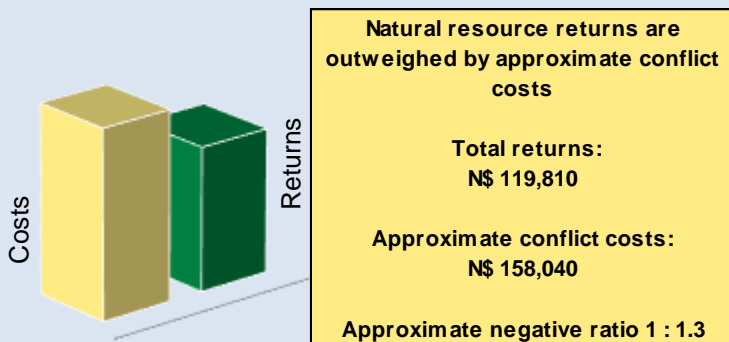 Costs
Returns
Natural resource returns are
outweighed by approximate conflict
costs
Total returns:
N$ 119,810
Approximate conflict costs:
N$ 158,040
Approximate negative ratio 1 : 1.3